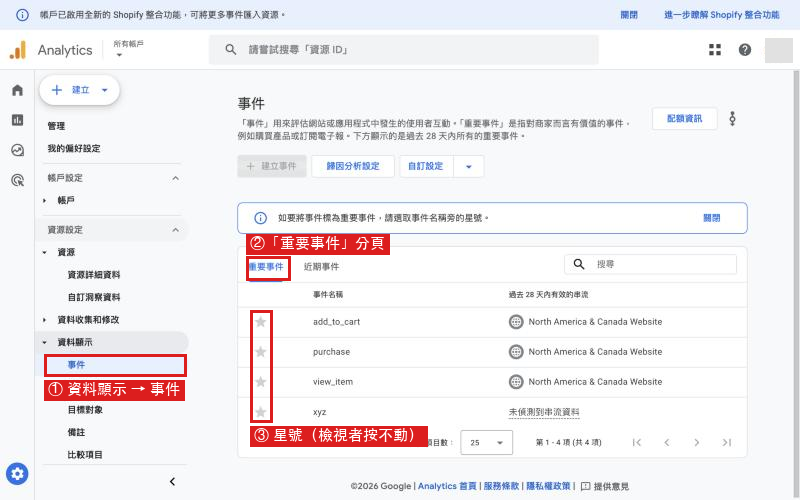 帳戶已啟用全新的 Shopify 整合功能，可將更多事件匯入資源。
關閉
進一步瞭解 Shopify 整合功能
Analytics
所有帳戶
請嘗試搜尋「資源 ID」
建立
管理
我的偏好設定
帳戶設定
帳戶
資源設定
資源
資源詳細資料
自訂洞察資料
資料收集和修改
資料顯示
事件
① 資料顯示 → 事件
目標對象
備註
比較項目
事件
「事件」用來評估網站或應用程式中發生的使用者互動。「重要事件」是指對商家而言有價值的事件，
例如購買產品或訂閱電子報。下方顯示的是過去 28 天內所有的重要事件。
配額資訊
建立事件
歸因分析設定
自訂設定
如要將事件標為重要事件，請選取事件名稱旁的星號。
關閉
②「重要事件」分頁
重要事件
近期事件
搜尋
事件名稱
過去 28 天內有效的串流
add_to_cart
North America & Canada Website
purchase
North America & Canada Website
view_item
North America & Canada Website
xyz
未偵測到串流資料
③ 星號（檢視者按不動）
項目數：
25
第 1 - 4 項 (共 4 項)
©2026 Google | Analytics 首頁 | 服務條款 | 隱私權政策 | 提供意見